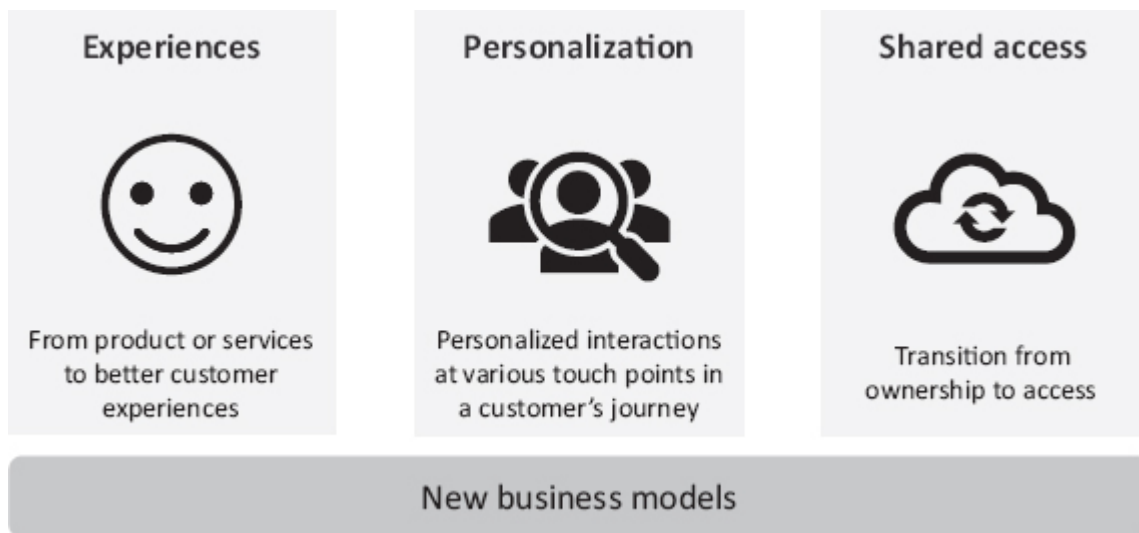 Experiences
From product or services
to better customer
experiences
Personalization
Personalized interactions
at various touch points in
a customer's journey
Shared access
Transition from
ownership to access
New business models